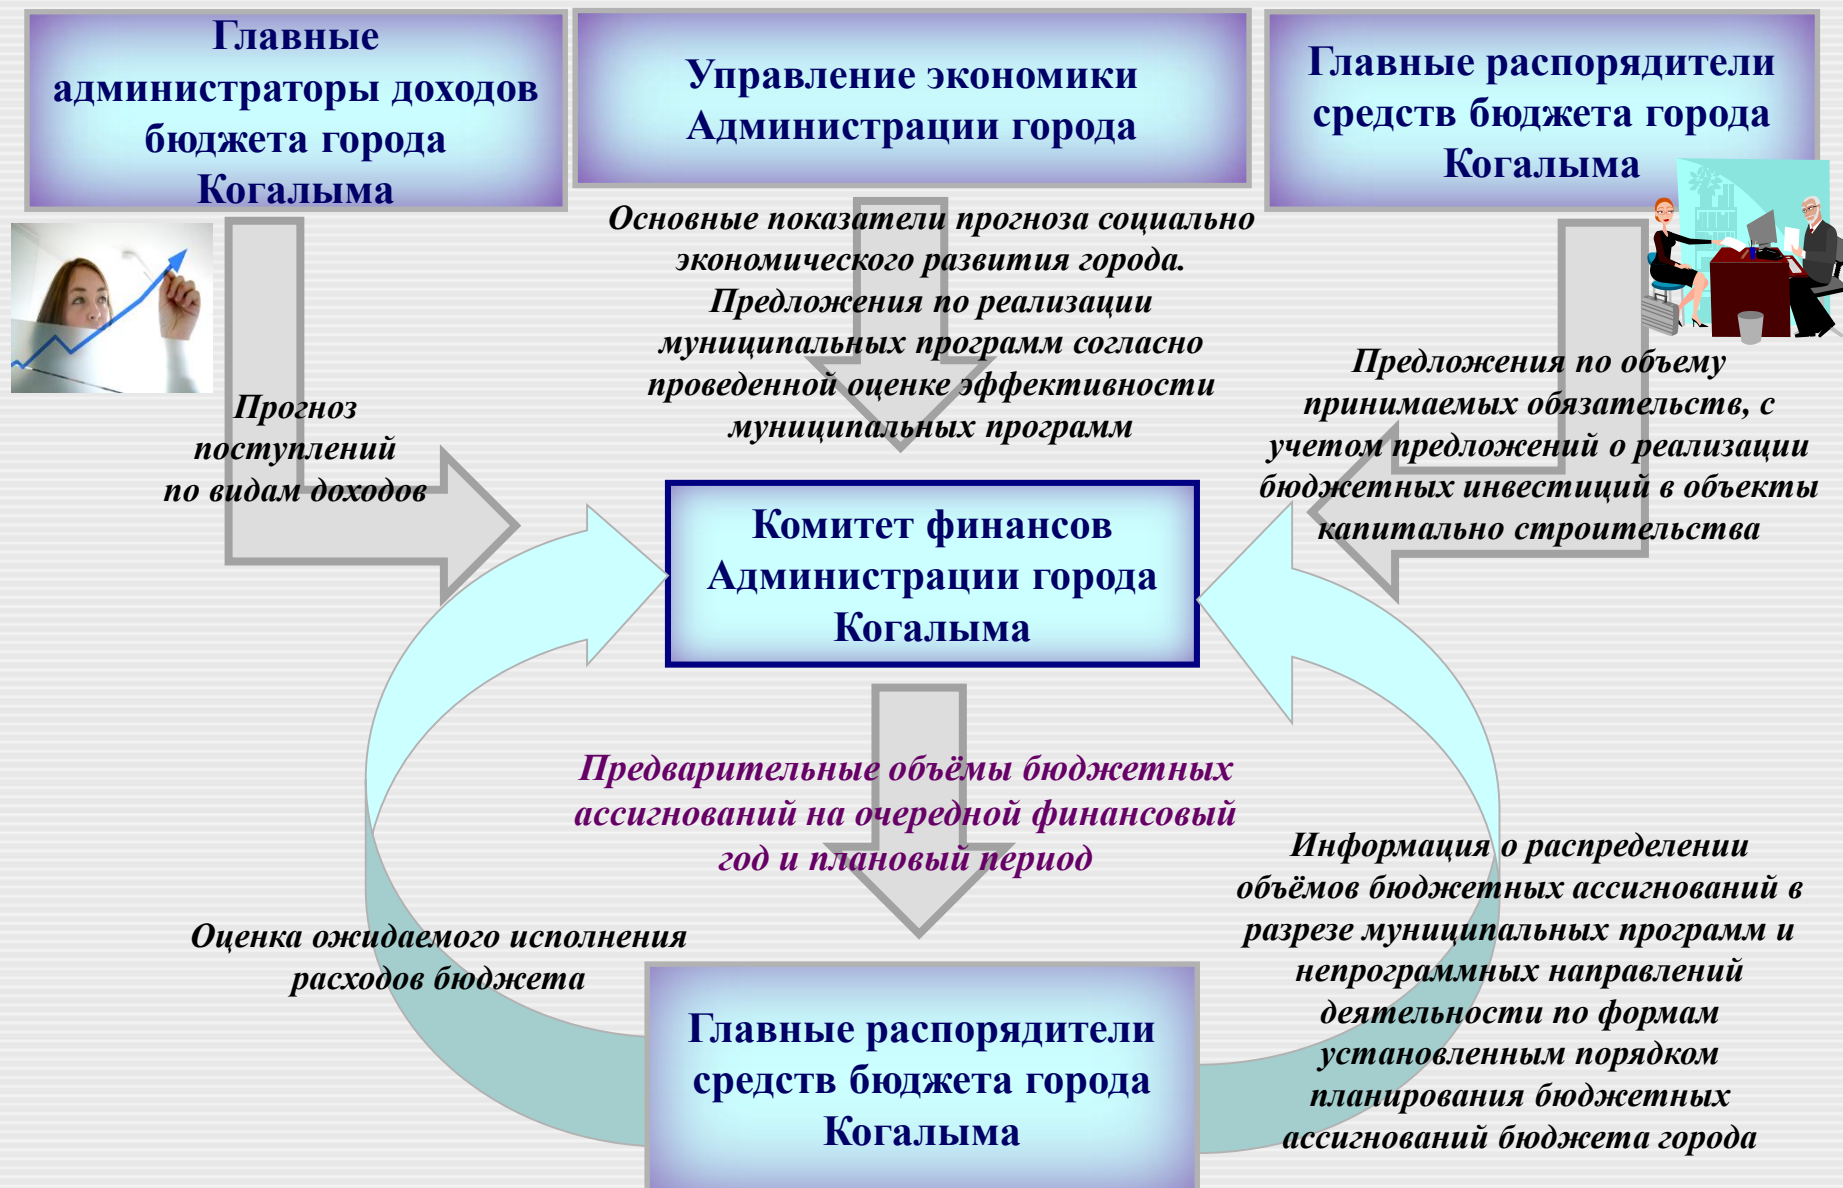 Главные
администраторы доходов
бюджета города
Когалыма
Управление экономики
Администрации города
Главные распорядители
средств бюджета города
Когалыма
Основные показатели прогноза социально
экономического развития города.
Предложения по реализации
муниципальных программ согласно
проведенной оценке эффективности
муниципальных программ
Прогноз
поступлений
по видам доходов
Предложения по объему
принимаемых обязательств, с
учетом предложений о реализации
бюджетных инвестиций в объекты
капитально строительства
Комитет финансов
Администрации города
Когалыма
Предварительные объёмы бюджетных
ассигнований на очередной финансовый
год и плановый период
Оценка ожидаемого исполнения
расходов бюджета
Информация о распределении
объёмов бюджетных ассигнований в
разрезе муниципальных программ и
непрограммных направлений
деятельности по формам
установленным порядком
планирования бюджетных
ассигнований бюджета города
Главные распорядители
средств бюджета города
Когалыма